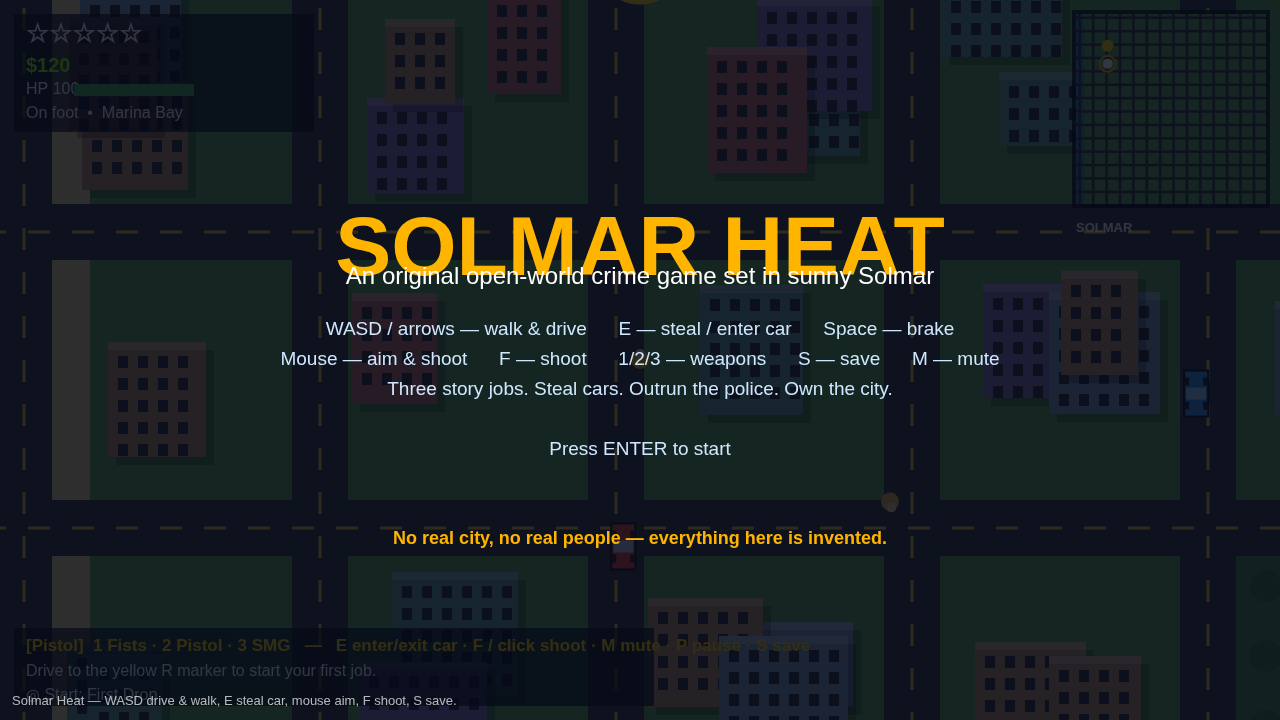 ☆☆☆☆☆
$120
HP 100
On foot • Marina Bay
SOLMAR
SOLMAR HEAT
An original open-world crime game set in sunny Solmar
WASD / arrows — walk & drive E — steal / enter car Space — brake
Mouse — aim & shoot F — shoot 1/2/3 — weapons S — save M — mute
Three story jobs. Steal cars. Outrun the police. Own the city.
Press ENTER to start
No real city, no real people — everything here is invented.
[Pistol] 1 Fists · 2 Pistol · 3 SMG — E enter/exit car · F / click shoot · M mute · P pause · S save
Drive to the yellow R marker to start your first job.
◎ Start: First Drop
Solmar Heat — WASD drive & walk, E steal car, mouse aim, F shoot, S save.